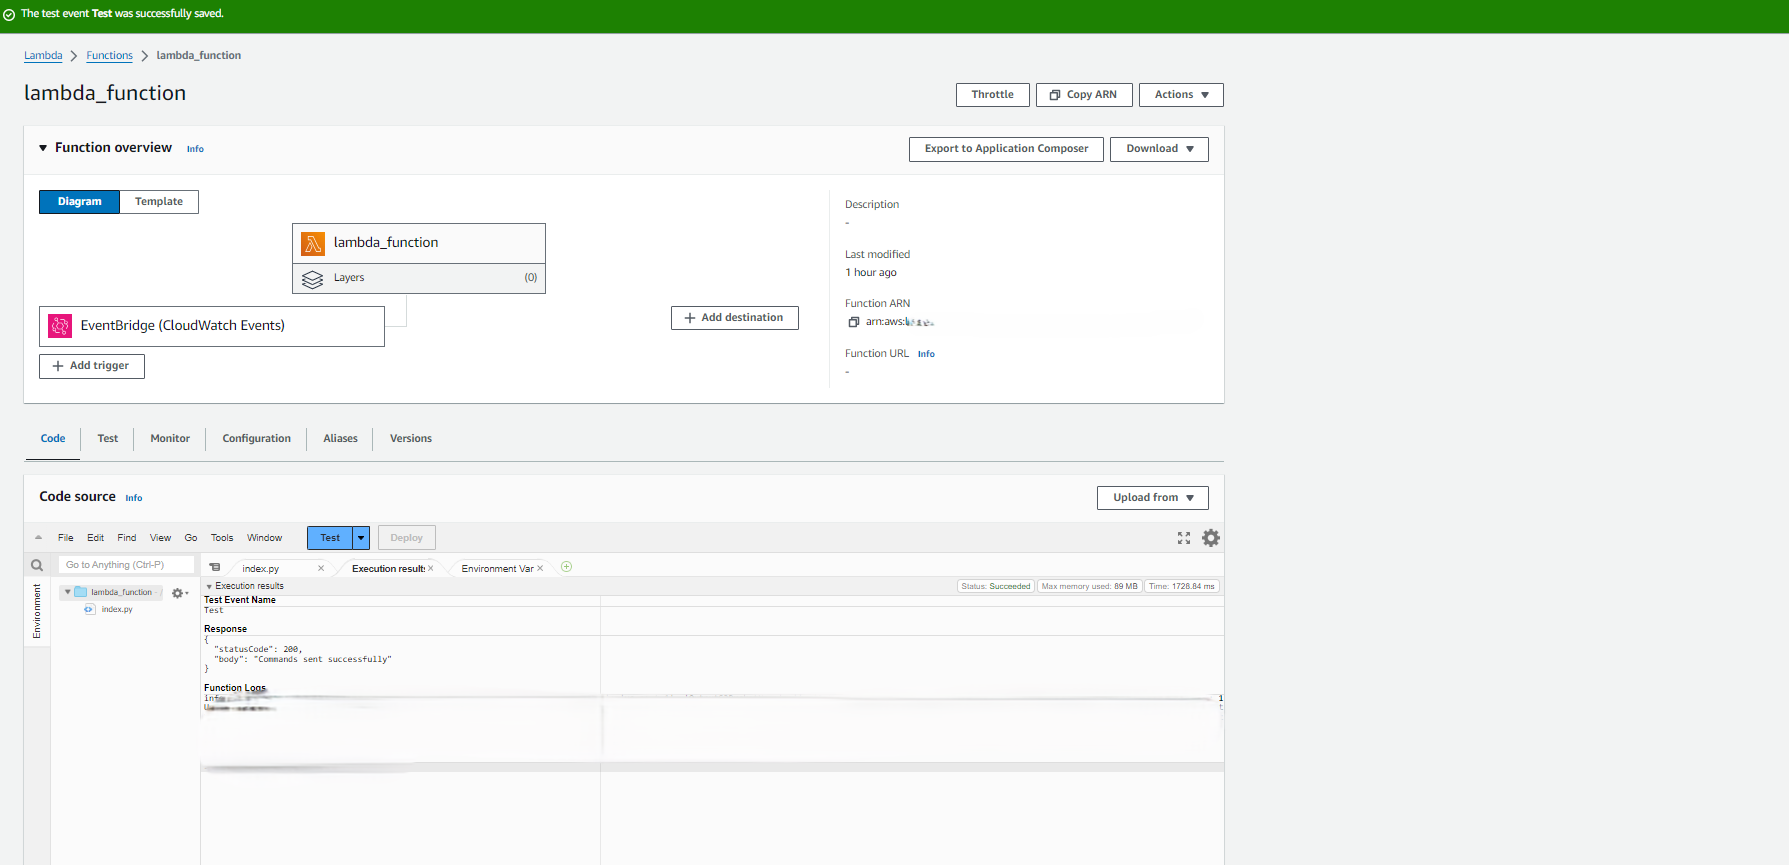 The test event Test was successfully saved.
Lambda > Functions > lambda_function
lambda_function
Throttle
Copy ARN
Actions
Function overview Info
Export to Application Composer
Download
Diagram
Template
lambda_function
Layers (0)
EventBridge (CloudWatch Events)
+ Add trigger
+ Add destination
Description
-
Last modified
1 hour ago
Function ARN
arn:aws:
Function URL Info
-
Code Test Monitor Configuration Aliases Versions
Code source Info
Upload from
File Edit Find View Go Tools Window Test Deploy
Go to Anything (Ctrl-P)
Environment
lambda_function
index.py
index.py Execution results Environment Var
Execution results
Status: Succeeded Max memory used: 89 MB Time: 1728.84 ms
Test Event Name
Test
Response
{
"statusCode": 200,
"body": "Commands sent successfully"
}
Function Logs